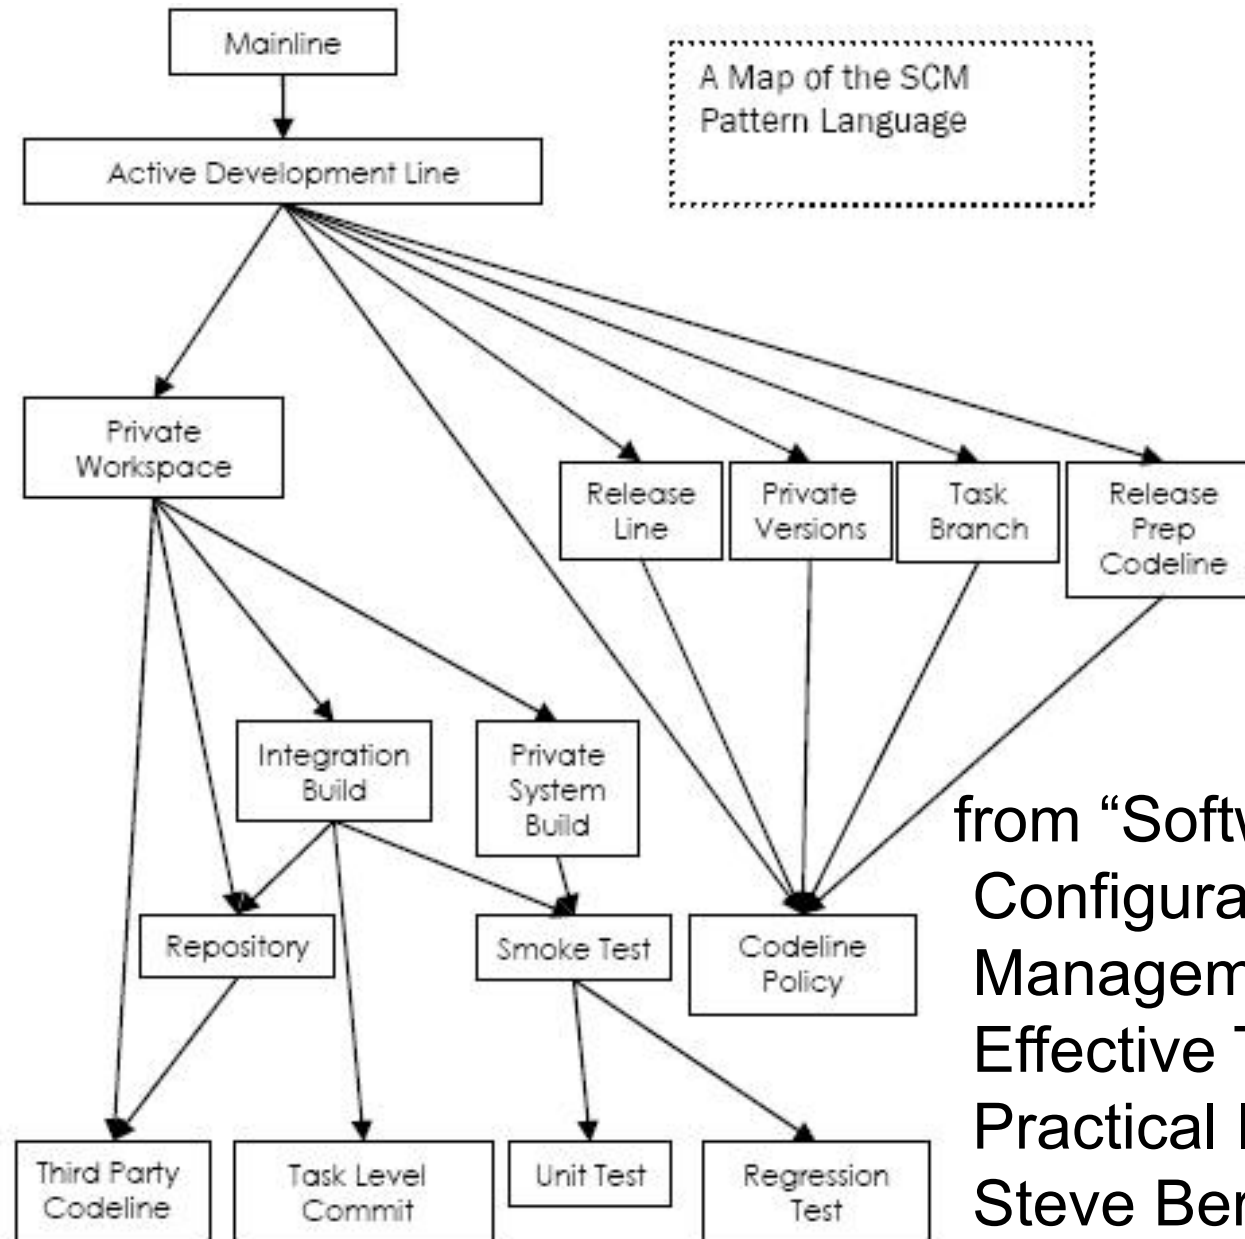 Mainline
A Map of the SCM
Pattern Language
Active Development Line
Private
Workspace
Release
Line
Private
Versions
Task
Branch
Release
Prep
Codeline
Integration
Build
Private
System
Build
from “Softw
Configura
Managem
Effective T
Practical
Steve Ber
Repository
Smoke Test
Codeline
Policy
Third Party
Codeline
Task Level
Commit
Unit Test
Regression
Test